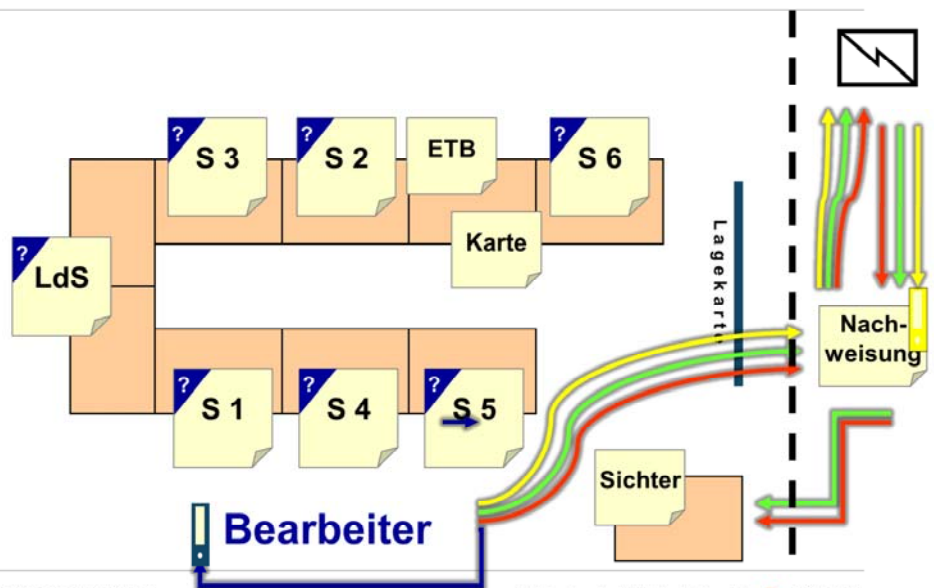 ?
S 3
?
S 2
ETB
?
S 6
Karte
?
LdS
Lagekarte
Nach-
weisung
?
S 1
?
S 4
?
S 5
Sichter
Bearbeiter